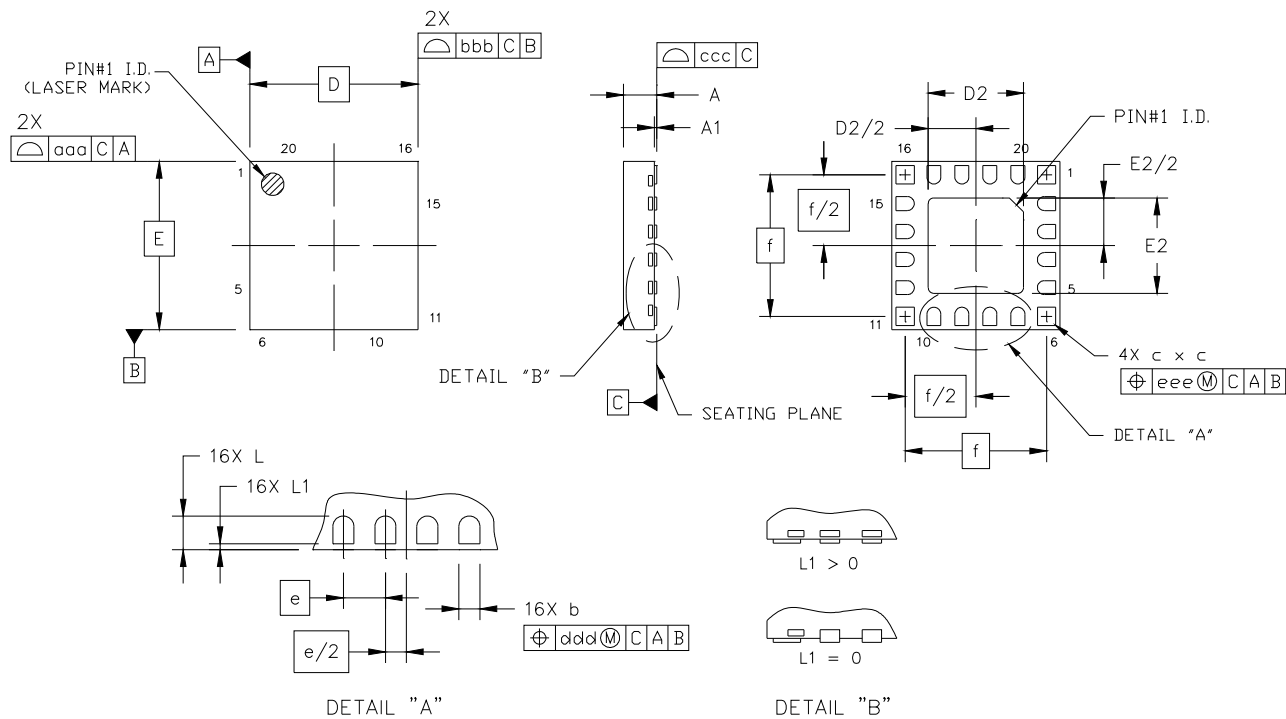 2X
bbb C B
A
D
PIN#1 I.D.
(LASER MARK)
2X
aaa C A
20
16
1
15
E
5
11
6
10
B
ccc C
A
A1
DETAIL "B"
C
SEATING PLANE
D2
D2/2
PIN#1 I.D.
16
20
1
E2/2
f/2
15
f
E2
5
11
10
6
4X c x c
⌖ eee Ⓜ C A B
f/2
DETAIL "A"
f
16X L
16X L1
e
16X b
⌖ ddd Ⓜ C A B
e/2
DETAIL "A"
L1 > 0
L1 = 0
DETAIL "B"